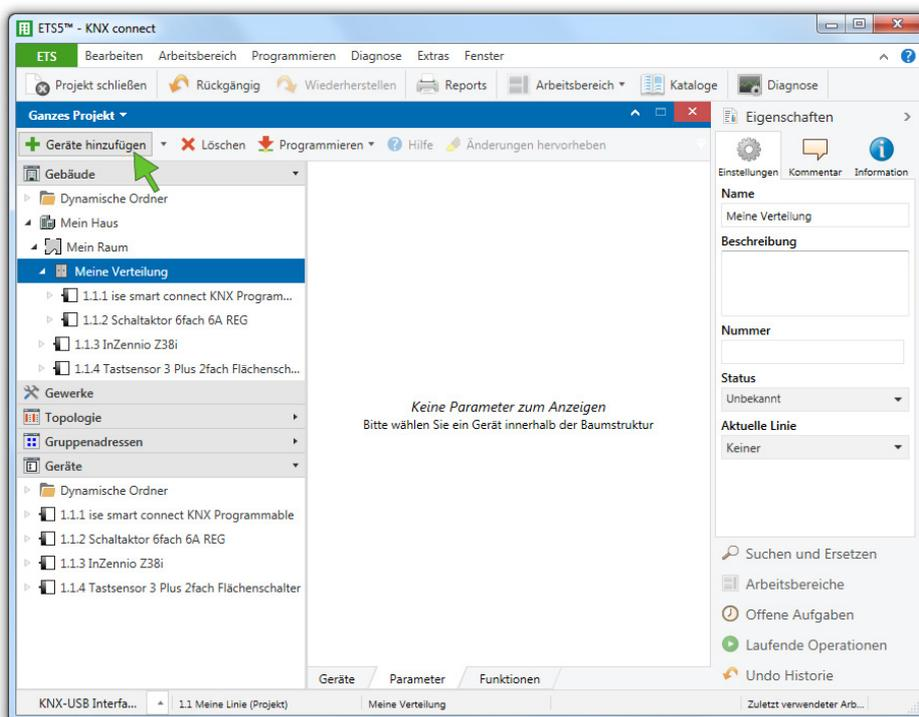 ETS5™ - KNX connect
ETS Bearbeiten Arbeitsbereich Programmieren Diagnose Extras Fenster
Projekt schließen Rückgängig Wiederherstellen Reports Arbeitsbereich Kataloge Diagnose
Ganzes Projekt
Geräte hinzufügen Löschen Programmieren Hilfe Änderungen hervorheben
Gebäude
Dynamische Ordner
Mein Haus
Mein Raum
Meine Verteilung
1.1.1 ise smart connect KNX Program...
1.1.2 Schaltaktor 6fach 6A REG
1.1.3 InZennio Z38i
1.1.4 Tastsensor 3 Plus 2fach Flächensch...
Gewerke
Topologie
Gruppenadressen
Geräte
Dynamische Ordner
1.1.1 ise smart connect KNX Programmable
1.1.2 Schaltaktor 6fach 6A REG
1.1.3 InZennio Z38i
1.1.4 Tastsensor 3 Plus 2fach Flächenschalter
Keine Parameter zum Anzeigen
Bitte wählen Sie ein Gerät innerhalb der Baumstruktur
Geräte Parameter Funktionen
Eigenschaften
Einstellungen Kommentar Information
Name
Meine Verteilung
Beschreibung
Nummer
Status
Unbekannt
Aktuelle Linie
Keiner
Suchen und Ersetzen
Arbeitsbereiche
Offene Aufgaben
Laufende Operationen
Undo Historie
KNX-USB Interfa... 1.1 Meine Linie (Projekt) Meine Verteilung Zuletzt verwendeter Arb...